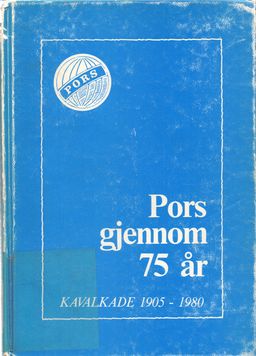 PORS
Pors
gjennom
75 år
KAVALKADE 1905 - 1980